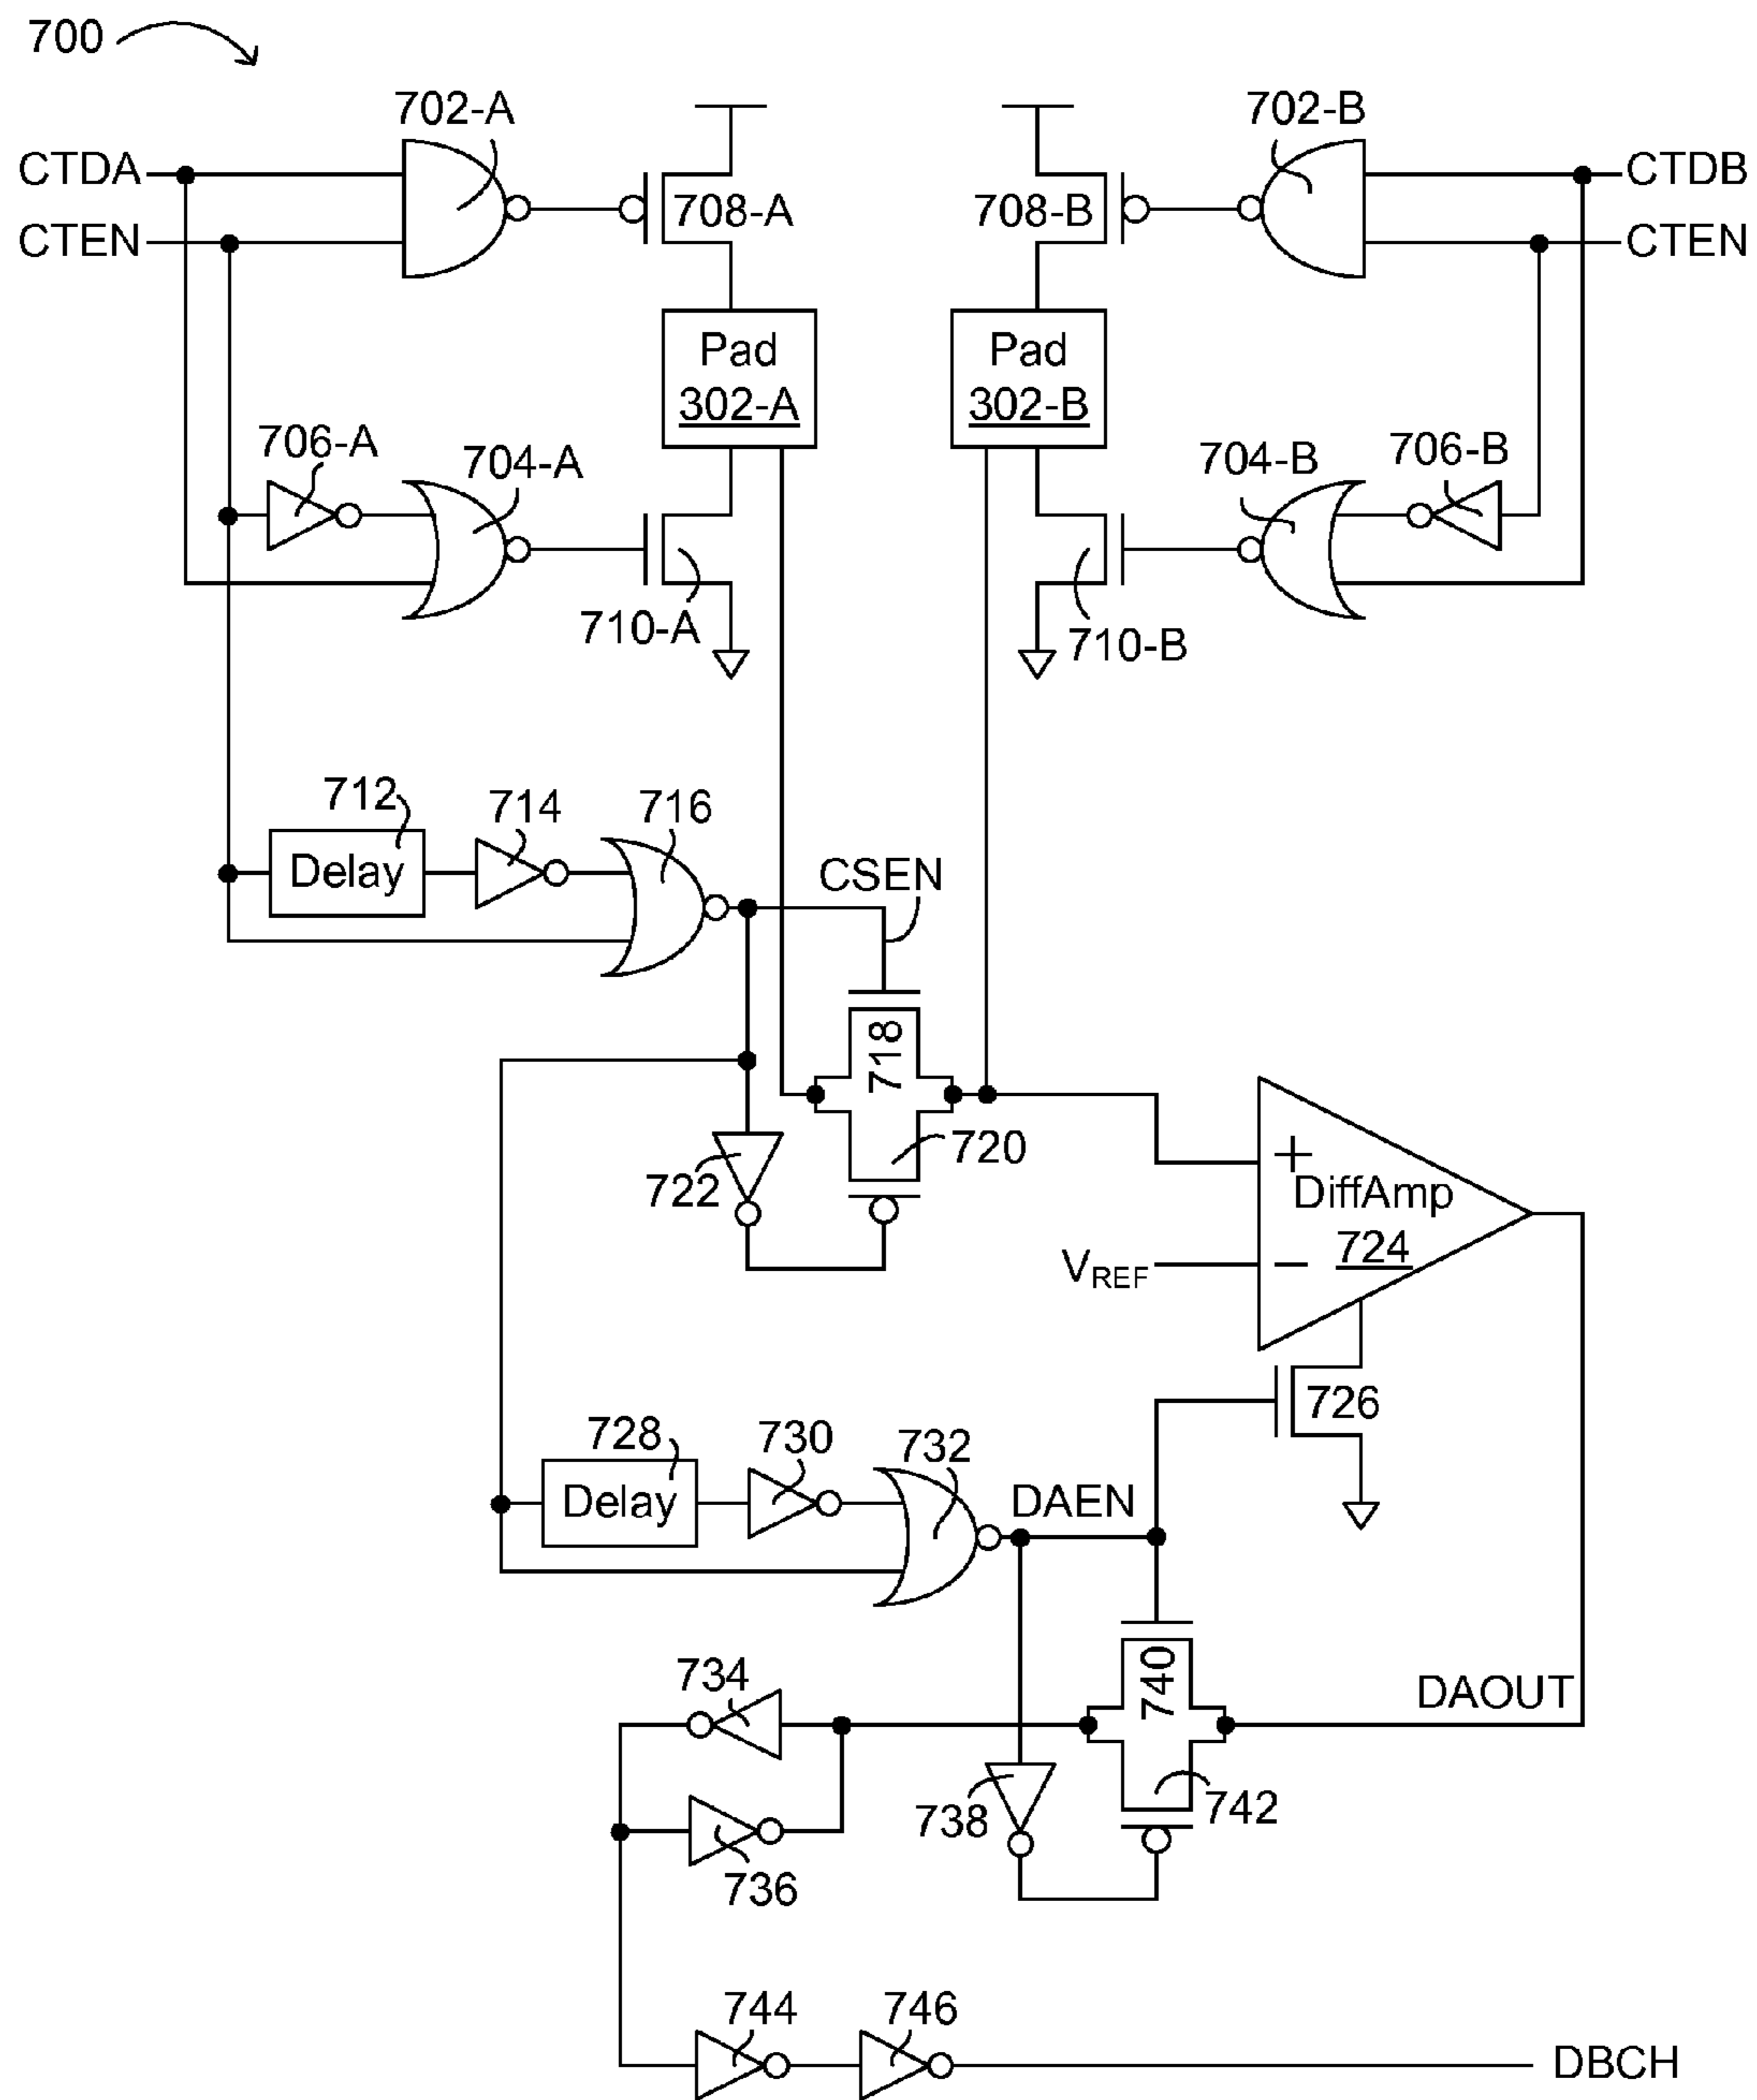 700
702-A
702-B
CTDA
CTDB
708-A
708-B
CTEN
CTEN
Pad
302-A
Pad
302-B
706-A
704-A
704-B
706-B
710-A
710-B
712
714
716
Delay
CSEN
718
720
722
+
DiffAmp
724
VREF
−
726
728
730
732
Delay
DAEN
734
740
DAOUT
736
738
742
744
746
DBCH